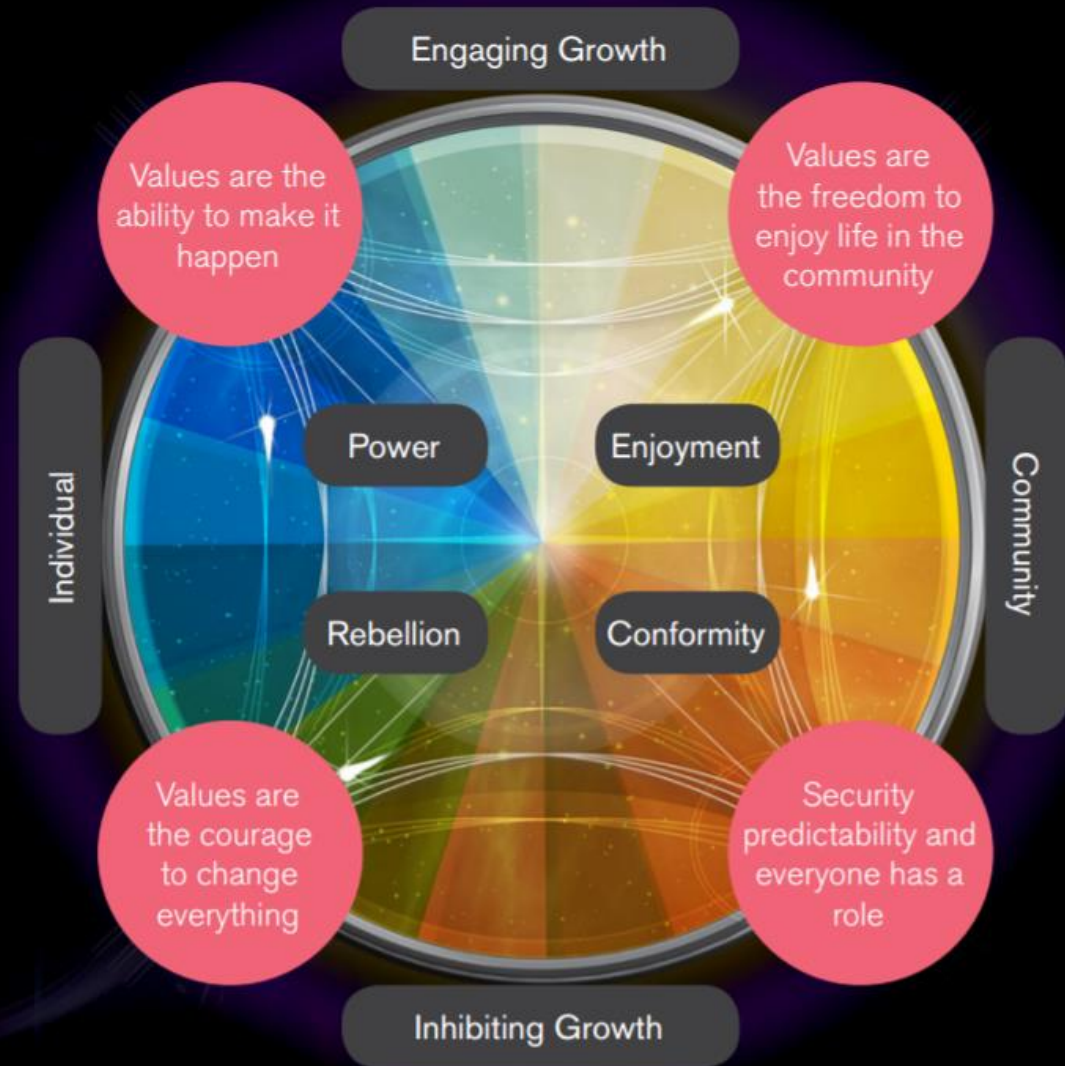 Engaging Growth
Values are the
ability to make it
happen
Values are
the freedom to
enjoy life in the
community
Individual
Power
Enjoyment
Community
Rebellion
Conformity
Values are
the courage
to change
everything
Security
predictability and
everyone has a
role
Inhibiting Growth